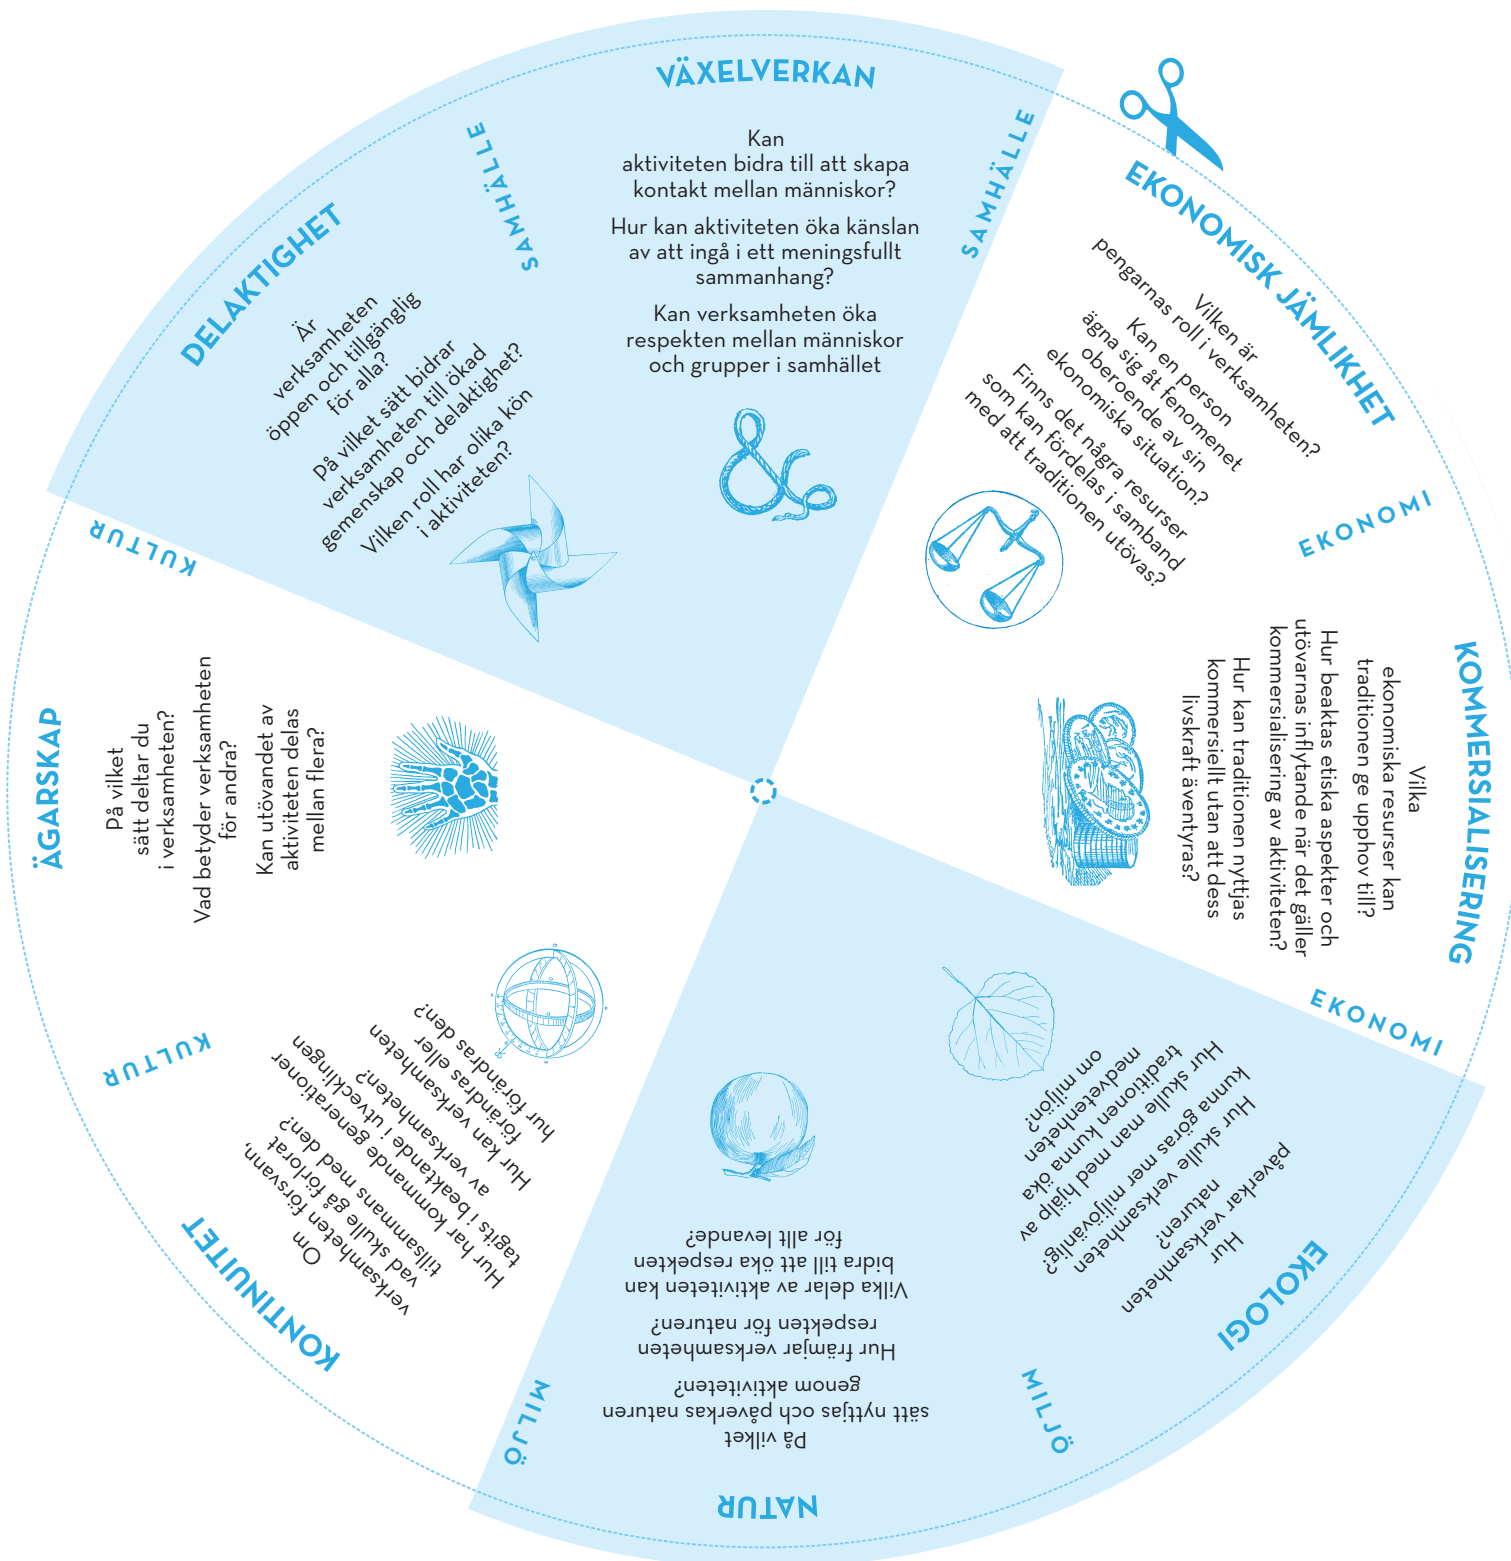 VÄXELVERKAN
Kan
aktiviteten bidra till att skapa
kontakt mellan människor?
Hur kan aktiviteten öka känslan
av att ingå i ett meningsfullt
sammanhang?
Kan verksamheten öka
respekten mellan människor
och grupper i samhället
SAMHÄLLE
EKONOMISK JÄMLIKHET
Vilken är
pengarnas roll i verksamheten?
Kan en person
ägna sig åt fenomenet
oberoende av sin
ekonomiska situation?
Finns det några resurser
som kan fördelas i samband
med att traditionen utövas?
EKONOMI
KOMMERSIALISERING
Vilka
ekonomiska resurser kan
traditionen ge upphov till?
Hur beaktas etiska aspekter och
utövarnas inflytande när det gäller
kommersialisering av aktiviteten?
Hur kan traditionen nyttjas
kommersiellt utan att dess
livskraft äventyras?
EKONOMI
EKOLOGI
Hur
påverkar verksamheten
naturen?
Hur skulle verksamheten
kunna göras mer miljövänlig?
Hur skulle man med hjälp av
traditionen kunna öka
medvetenheten
om miljön?
MILJÖ
NATUR
På vilket
sätt nyttjas och påverkas naturen
genom aktiviteten?
Hur främjar verksamheten
respekten för naturen?
Vilka delar av aktiviteten kan
bidra till att öka respekten
för allt levande?
MILJÖ
KONTINUITET
Om
verksamheten försvann,
vad skulle gå förlorat
tillsammans med den?
Hur har kommande generationer
tagits i beaktande i utvecklingen
av verksamheten?
Hur kan verksamheten
förändras eller
hur förändras den?
KULTUR
ÄGARSKAP
På vilket
sätt deltar du
i verksamheten?
Vad betyder verksamheten
för andra?
Kan utövandet av
aktiviteten delas
mellan flera?
KULTUR
DELAKTIGHET
Är
verksamheten
öppen och tillgänglig
för alla?
På vilket sätt bidrar
verksamheten till ökad
gemenskap och delaktighet?
Vilken roll har olika kön
i aktiviteten?
SAMHÄLLE